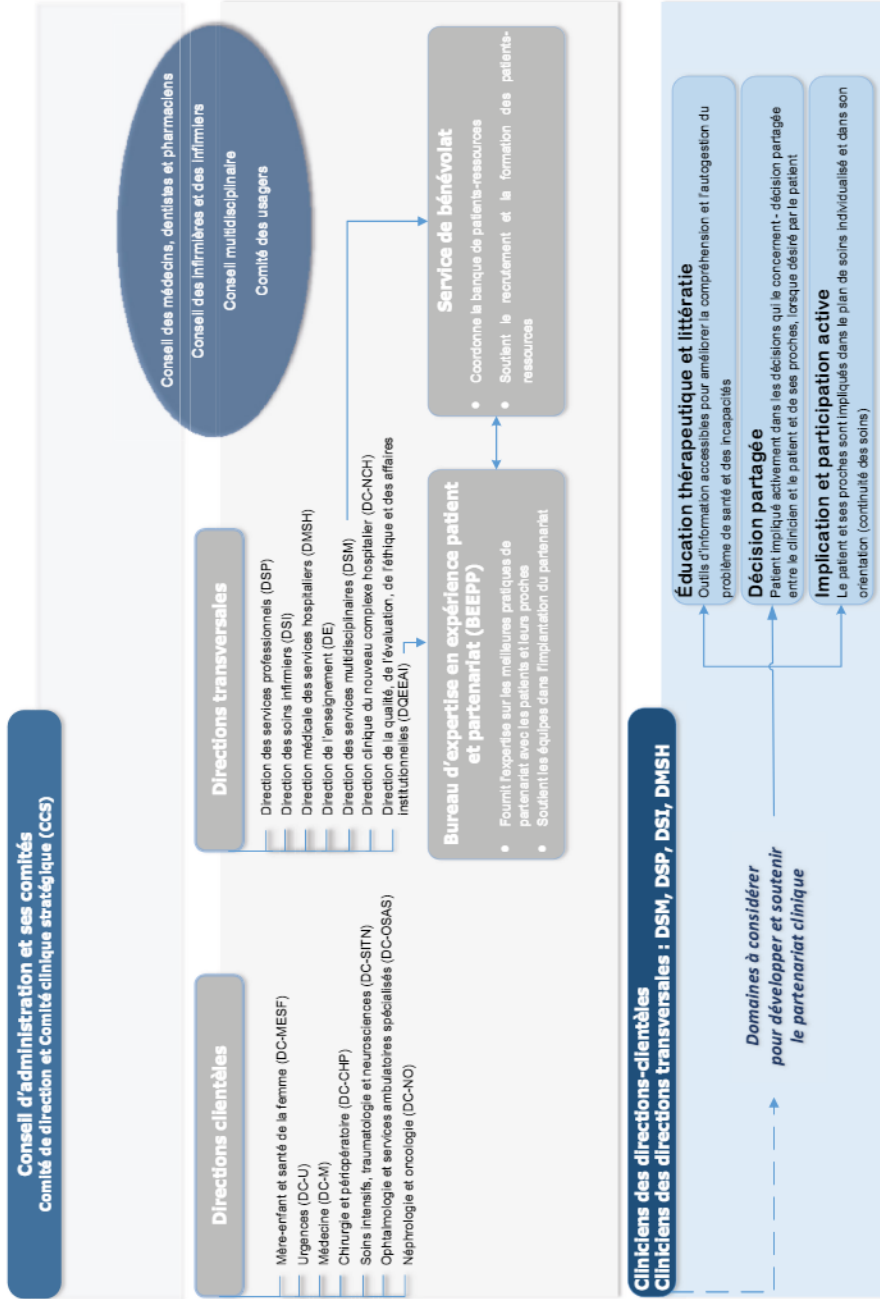 Conseil d'administration et ses comités
Comité de direction et Comité clinique stratégique (CCS)
Conseil des médecins, dentistes et pharmaciens
Conseil des infirmières et des infirmiers
Conseil multidisciplinaire
Comité des usagers
Directions clientèles
Mère-enfant et santé de la femme (DC-MESF)
Urgences (DC-U)
Médecine (DC-M)
Chirurgie et périopératoire (DC-CHP)
Soins intensifs, traumatologie et neurosciences (DC-SITN)
Ophtalmologie et services ambulatoires spécialisés (DC-OSAS)
Néphrologie et oncologie (DC-NO)
Directions transversales
Direction des services professionnels (DSP)
Direction des soins infirmiers (DSI)
Direction médicale des services hospitaliers (DMSH)
Direction de l'enseignement (DE)
Direction des services multidisciplinaires (DSM)
Direction clinique du nouveau complexe hospitalier (DC-NCH)
Direction de la qualité, de l'évaluation, de l'éthique et des affaires
institutionnelles (DQEEAI)
Bureau d'expertise en expérience patient
et partenariat (BEEPP)
• Fournit l'expertise sur les meilleures pratiques de
partenariat avec les patients et leurs proches
• Soutient les équipes dans l'implantation du partenariat
Service de bénévolat
• Coordonne la banque de patients-ressources
• Soutient le recrutement et la formation des patients-
ressources
Cliniciens des directions-clientèles
Cliniciens des directions transversales : DSM, DSP, DSI, DMSH
Domaines à considérer
pour développer et soutenir
le partenariat clinique
Éducation thérapeutique et littératie
Outils d'information accessibles pour améliorer la compréhension et l'autogestion du
problème de santé et des incapacités
Décision partagée
Patient impliqué activement dans les décisions qui le concernent - décision partagée
entre le clinicien et le patient et de ses proches, lorsque désiré par le patient
Implication et participation active
Le patient et ses proches sont impliqués dans le plan de soins individualisé et dans son
orientation (continuité des soins)